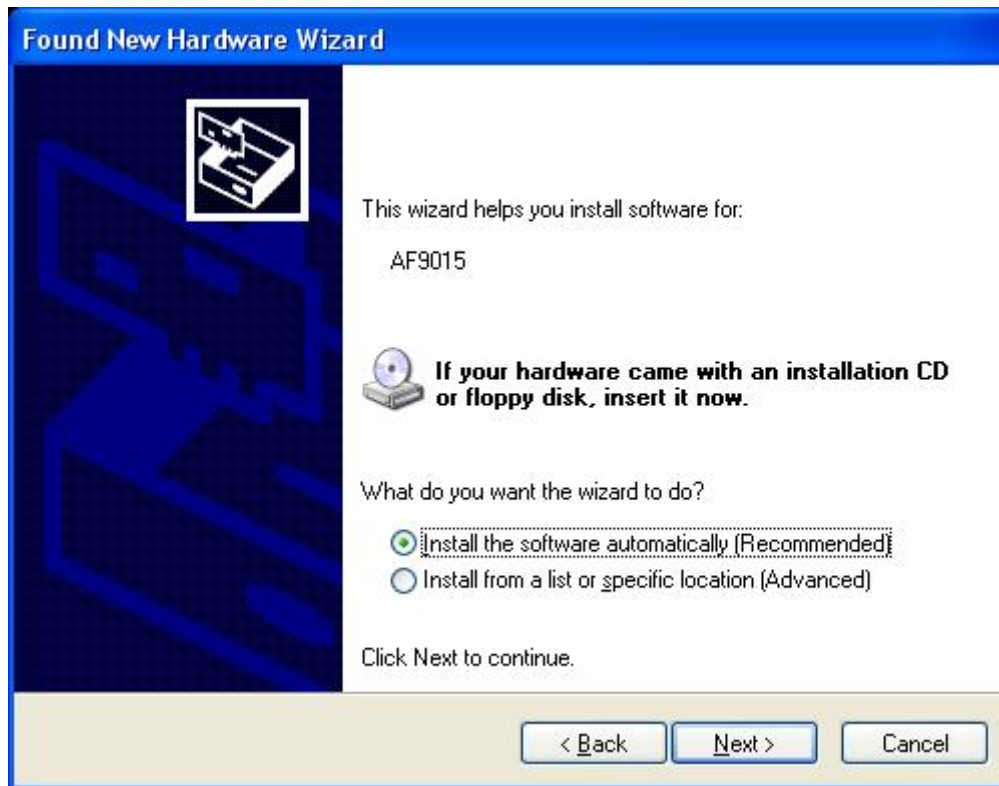 Found New Hardware Wizard
This wizard helps you install software for:
AF9015
If your hardware came with an installation CD
or floppy disk, insert it now.
What do you want the wizard to do?
Install the software automatically (Recommended)
Install from a list or specific location (Advanced)
Click Next to continue.
< Back Next > Cancel